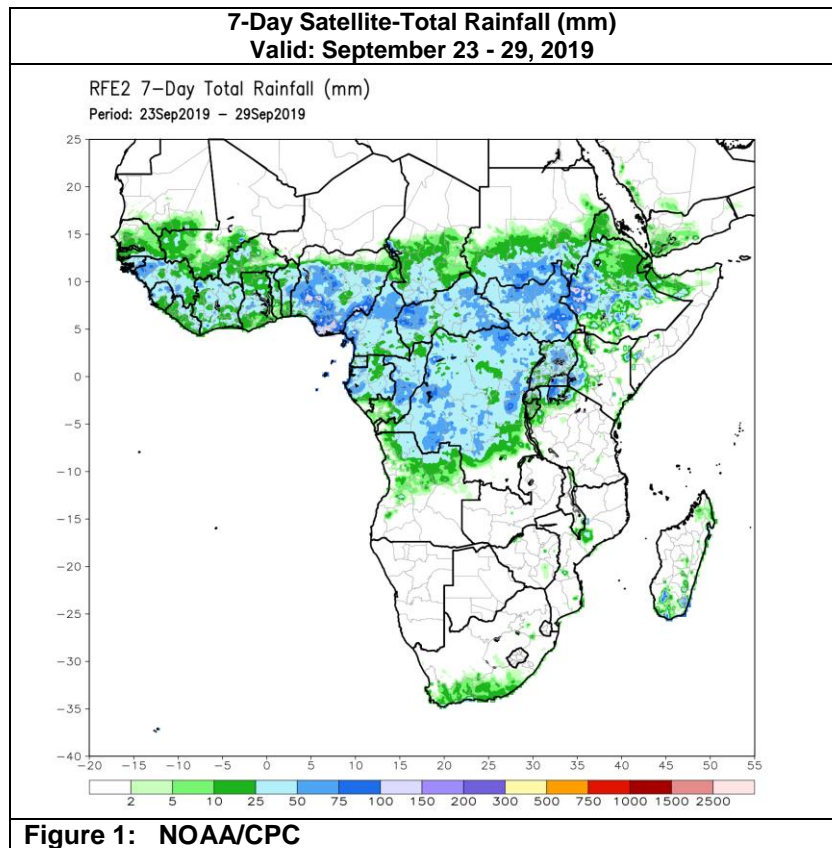 7-Day Satellite-Total Rainfall (mm)
Valid: September 23 - 29, 2019
RFE2 7-Day Total Rainfall (mm)
Period: 23Sep2019 – 29Sep2019
25
20
15
10
5
0
−5
−10
−15
−20
−25
−30
−35
−40
−20 −15 −10 −5 0 5 10 15 20 25 30 35 40 45 50 55
2 5 10 25 50 75 100 150 200 300 500 750 1000 1500 2500
Figure 1: NOAA/CPC